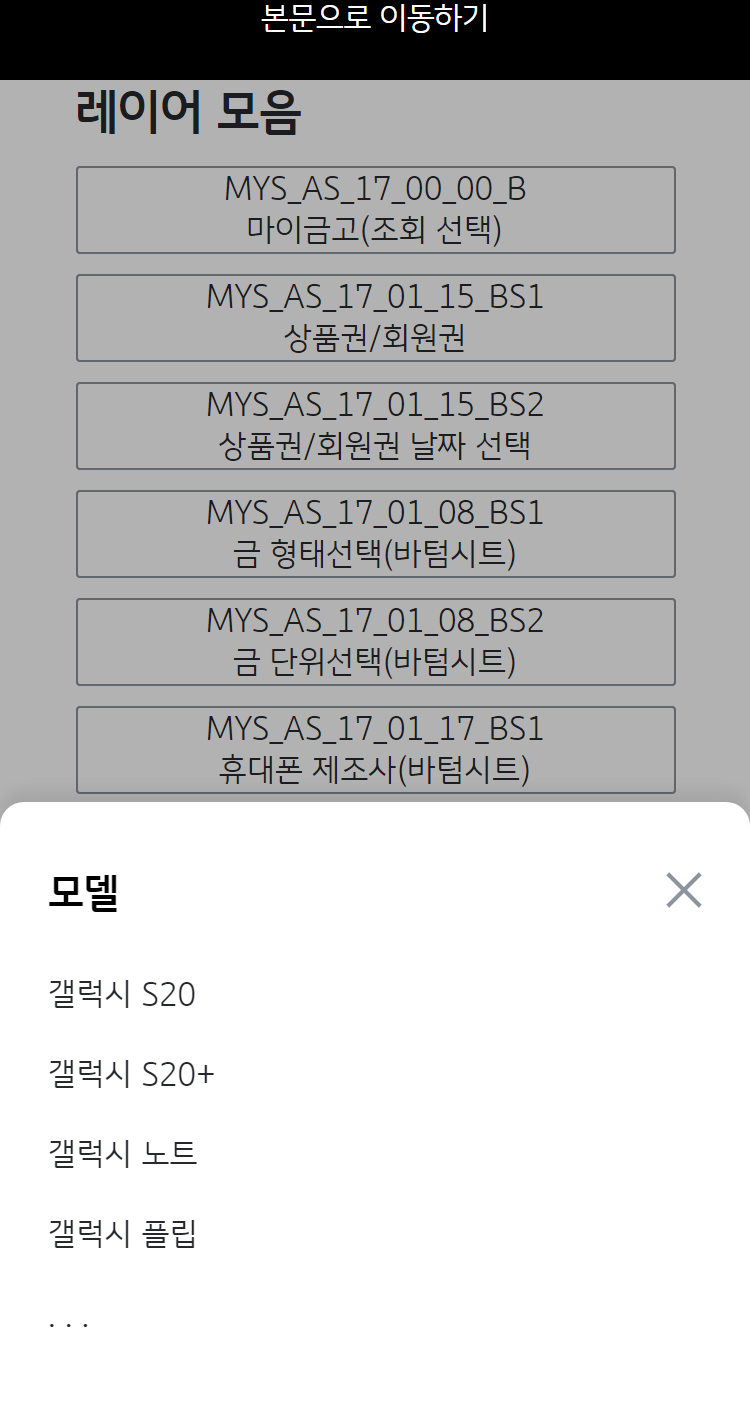 본문으로 이동하기
레이어 모음
MYS_AS_17_00_00_B
마이금고(조회 선택)
MYS_AS_17_01_15_BS1
상품권/회원권
MYS_AS_17_01_15_BS2
상품권/회원권 날짜 선택
MYS_AS_17_01_08_BS1
금 형태선택(바텀시트)
MYS_AS_17_01_08_BS2
금 단위선택(바텀시트)
MYS_AS_17_01_17_BS1
휴대폰 제조사(바텀시트)
모델
갤럭시 S20
갤럭시 S20+
갤럭시 노트
갤럭시 플립
. . .